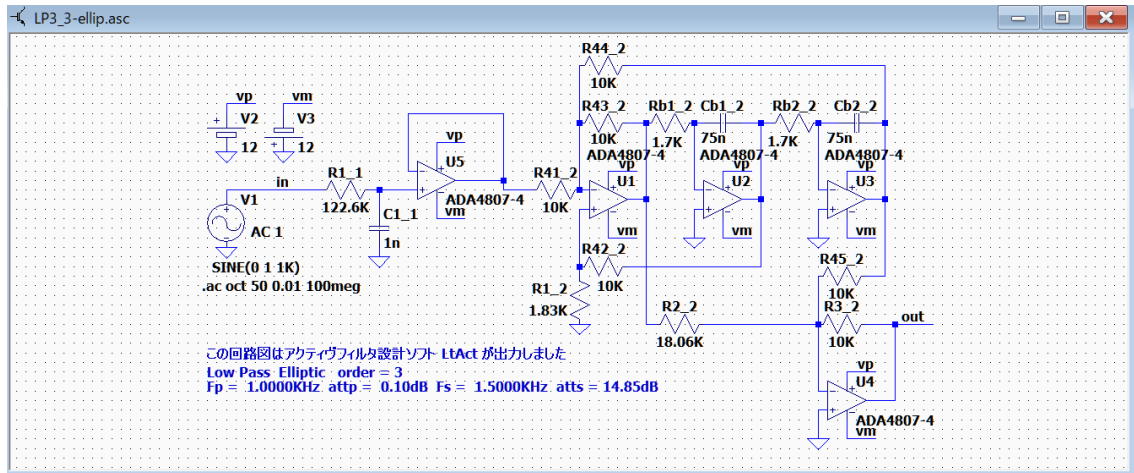 LP3_3-ellip.asc
R44_2
10K
vp
vm
V2
V3
12
12
R43_2
Rb1_2
Cb1_2
Rb2_2
Cb2_2
10K
1.7K
75n
1.7K
75n
ADA4807-4
ADA4807-4
ADA4807-4
vp
U5
vp
U1
vp
U2
vp
U3
in
R1_1
122.6K
R41_2
10K
ADA4807-4
vm
V1
AC 1
C1_1
1n
vm
vm
vm
SINE(0 1 1K)
.ac oct 50 0.01 100meg
R42_2
10K
R45_2
10K
R1_2
1.83K
R2_2
18.06K
R3_2
10K
out
この回路図はアクティヴフィルタ設計ソフト LtAct が出力しました
Low Pass Elliptic order = 3
Fp = 1.0000KHz attp = 0.10dB Fs = 1.5000KHz atts = 14.85dB
vp
U4
ADA4807-4
vm